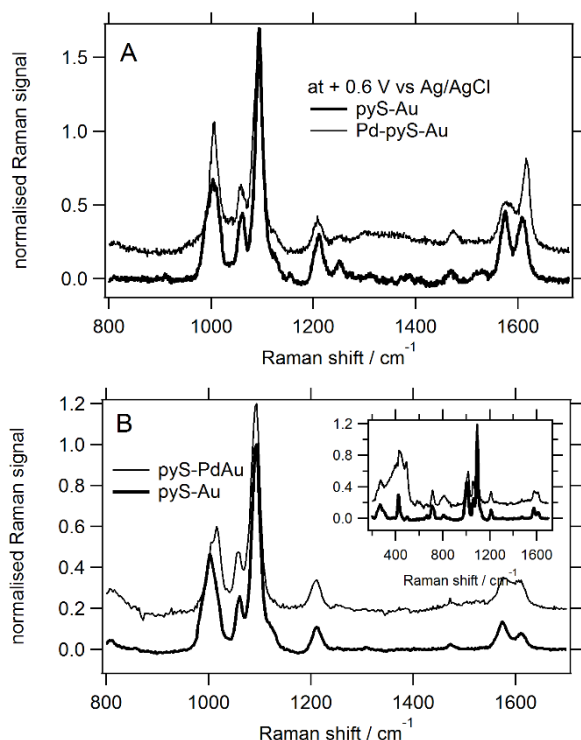 A
at + 0.6 V vs Ag/AgCl
pyS-Au
Pd-pyS-Au
normalised Raman signal
1.5
1.0
0.5
0.0
800 1000 1200 1400 1600
Raman shift / cm-1
B
pyS-PdAu
pyS-Au
normalised Raman signal
1.2
1.0
0.8
0.6
0.4
0.2
0.0
800 1000 1200 1400 1600
Raman shift / cm-1
1.2
0.8
0.4
0.0
400 800 1200 1600
Raman shift / cm-1